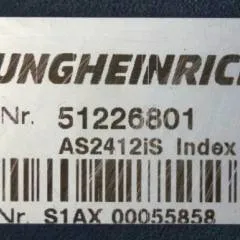 UNGHEINRICH
Nr. 51226801
AS2412iS Index
Nr. S1AX 00055858